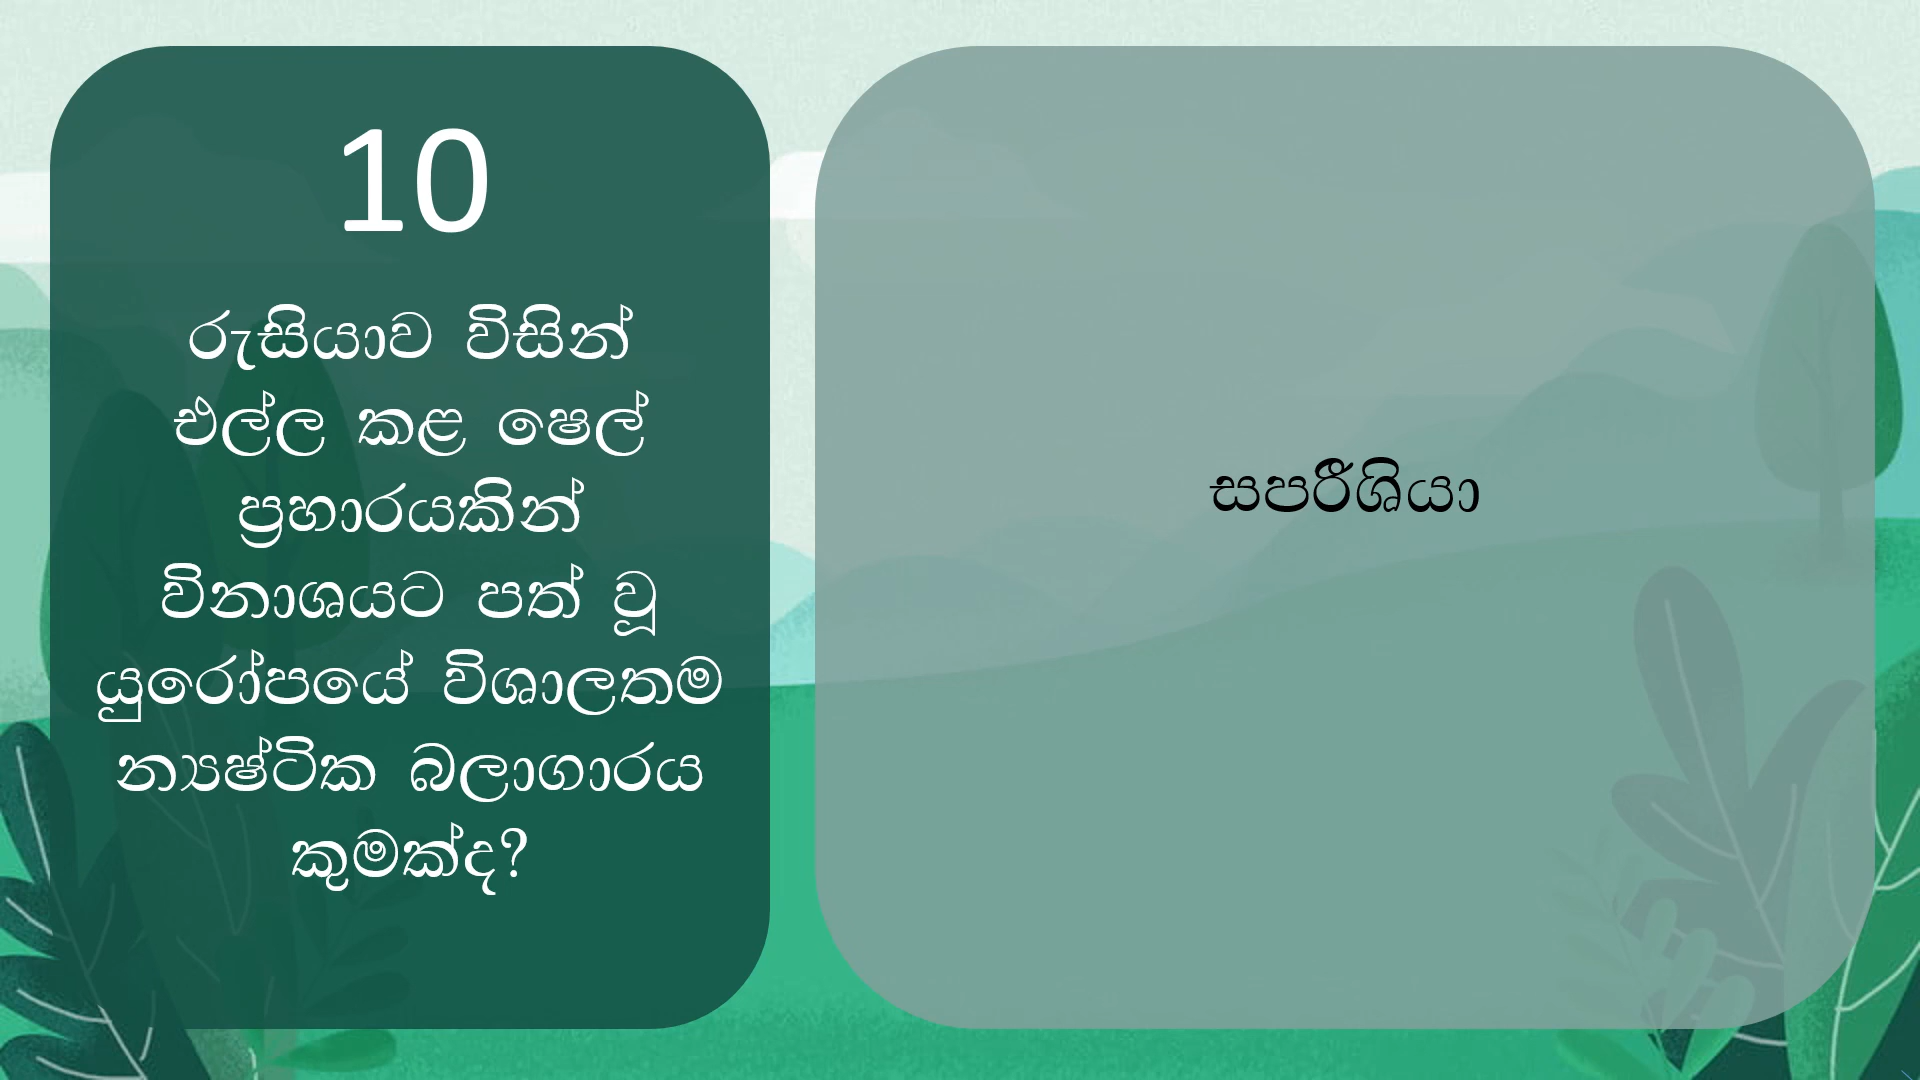 10
රුසියාව විසින්
එල්ල කළ ෂෙල්
ප්‍රහාරයකින්
විනාශයට පත් වූ
යුරෝපයේ විශාලතම
න්‍යෂ්ටික බලාගාරය
කුමක්ද?
සපරීශියා